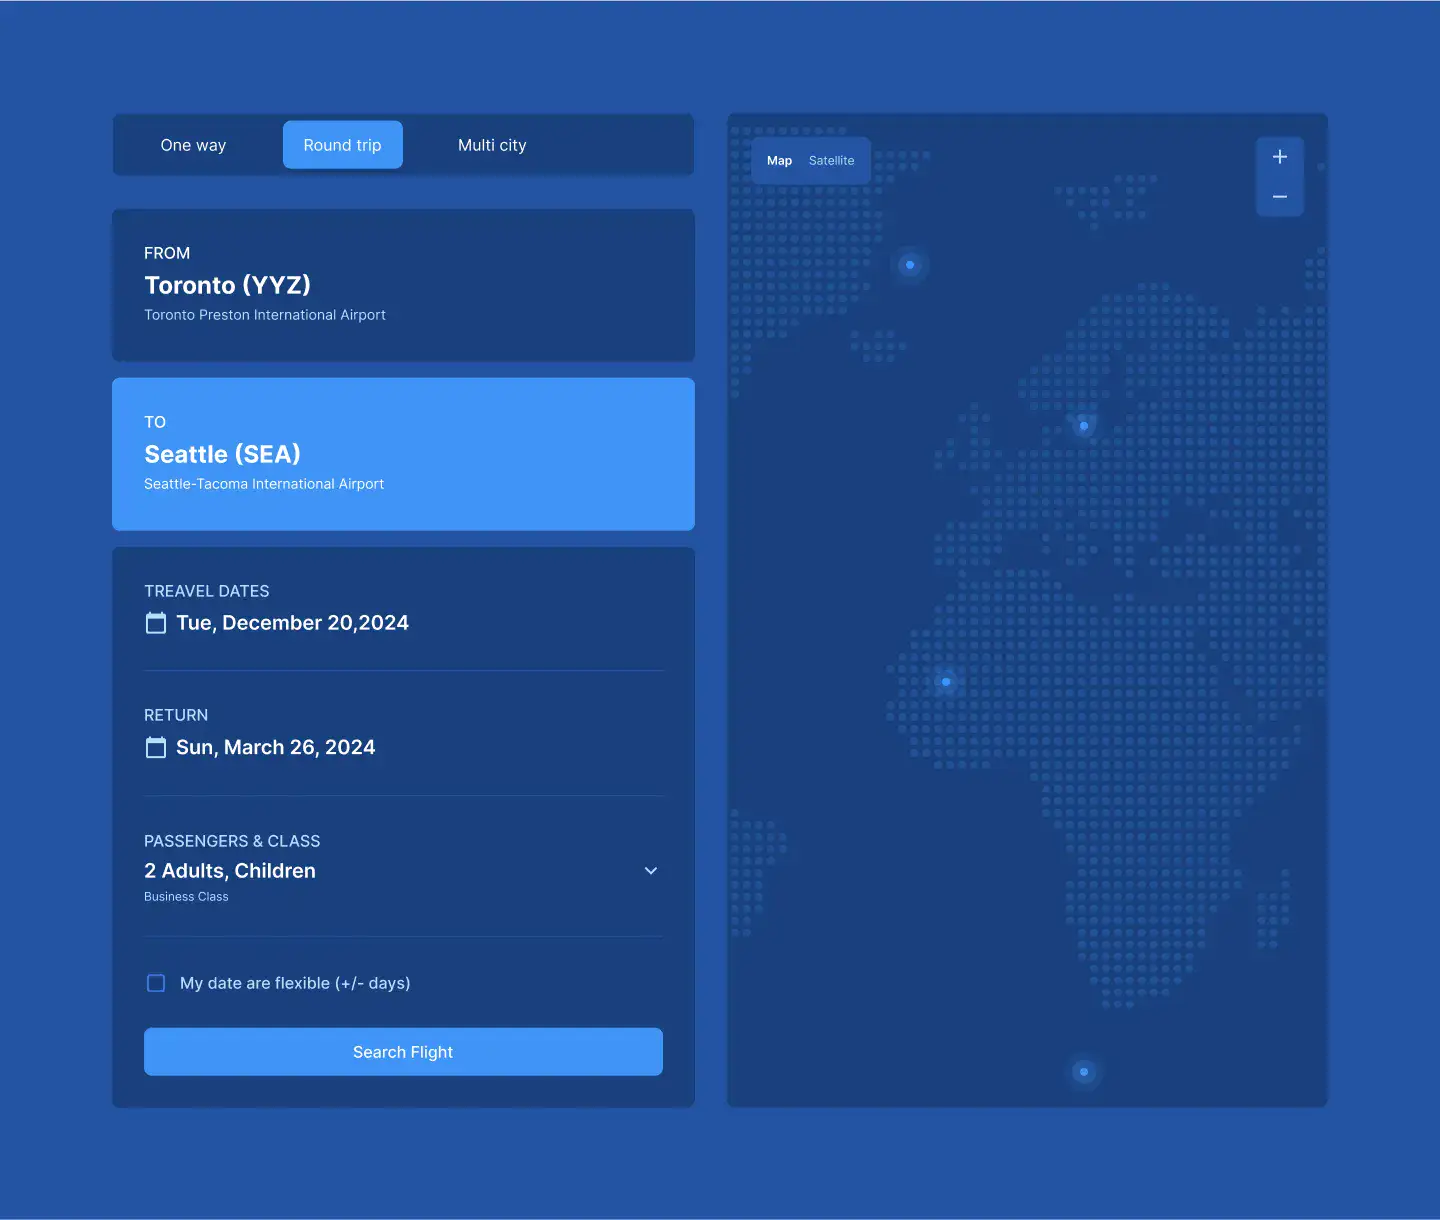 One way
Round trip
Multi city
FROM
Toronto (YYZ)
Toronto Preston International Airport
TO
Seattle (SEA)
Seattle-Tacoma International Airport
TREAVEL DATES
Tue, December 20,2024
RETURN
Sun, March 26, 2024
PASSENGERS & CLASS
2 Adults, Children
Business Class
My date are flexible (+/- days)
Search Flight
Map
Satellite
+
−